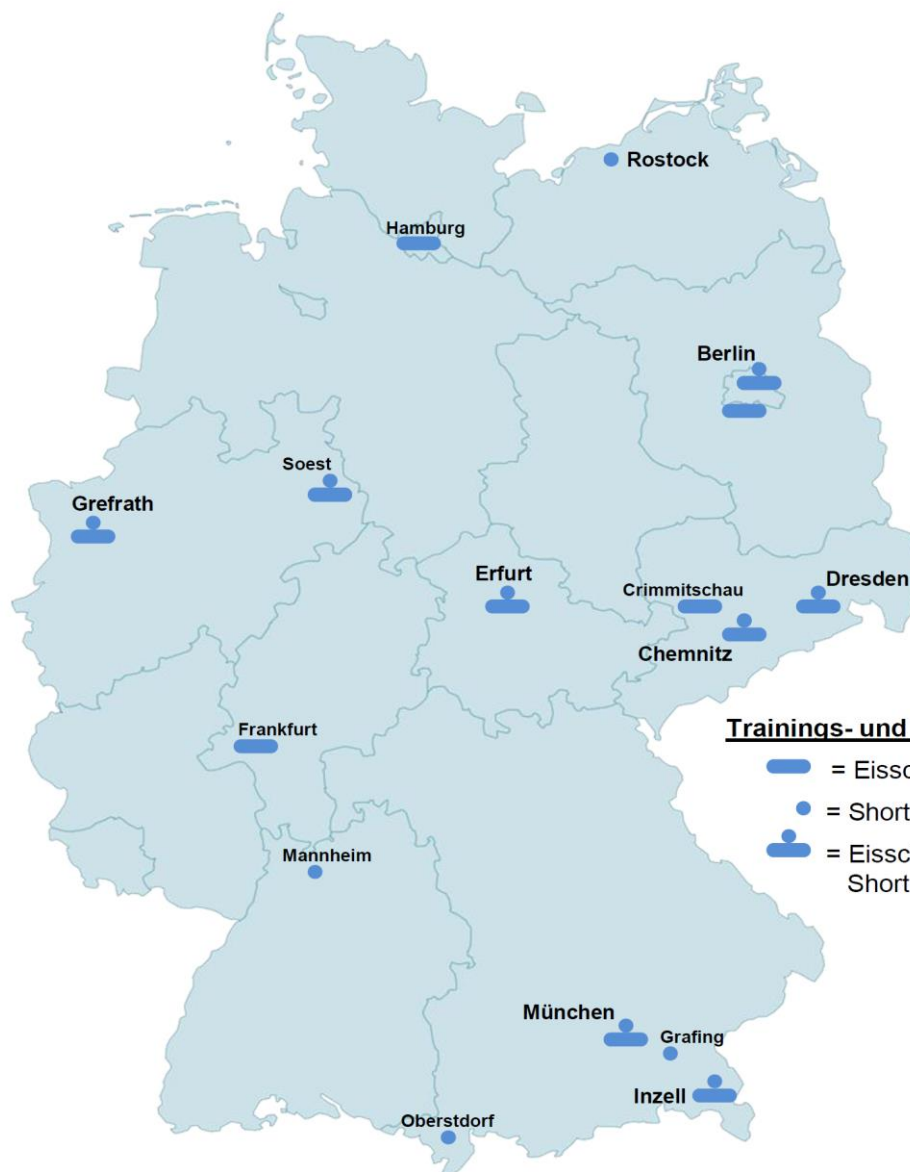 Rostock
Hamburg
Berlin
Soest
Grefrath
Erfurt
Crimmitschau
Dresden
Chemnitz
Frankfurt
Trainings- und
= Eissc
= Short
Mannheim
= Eissc
Short
München
Grafing
Inzell
Oberstdorf